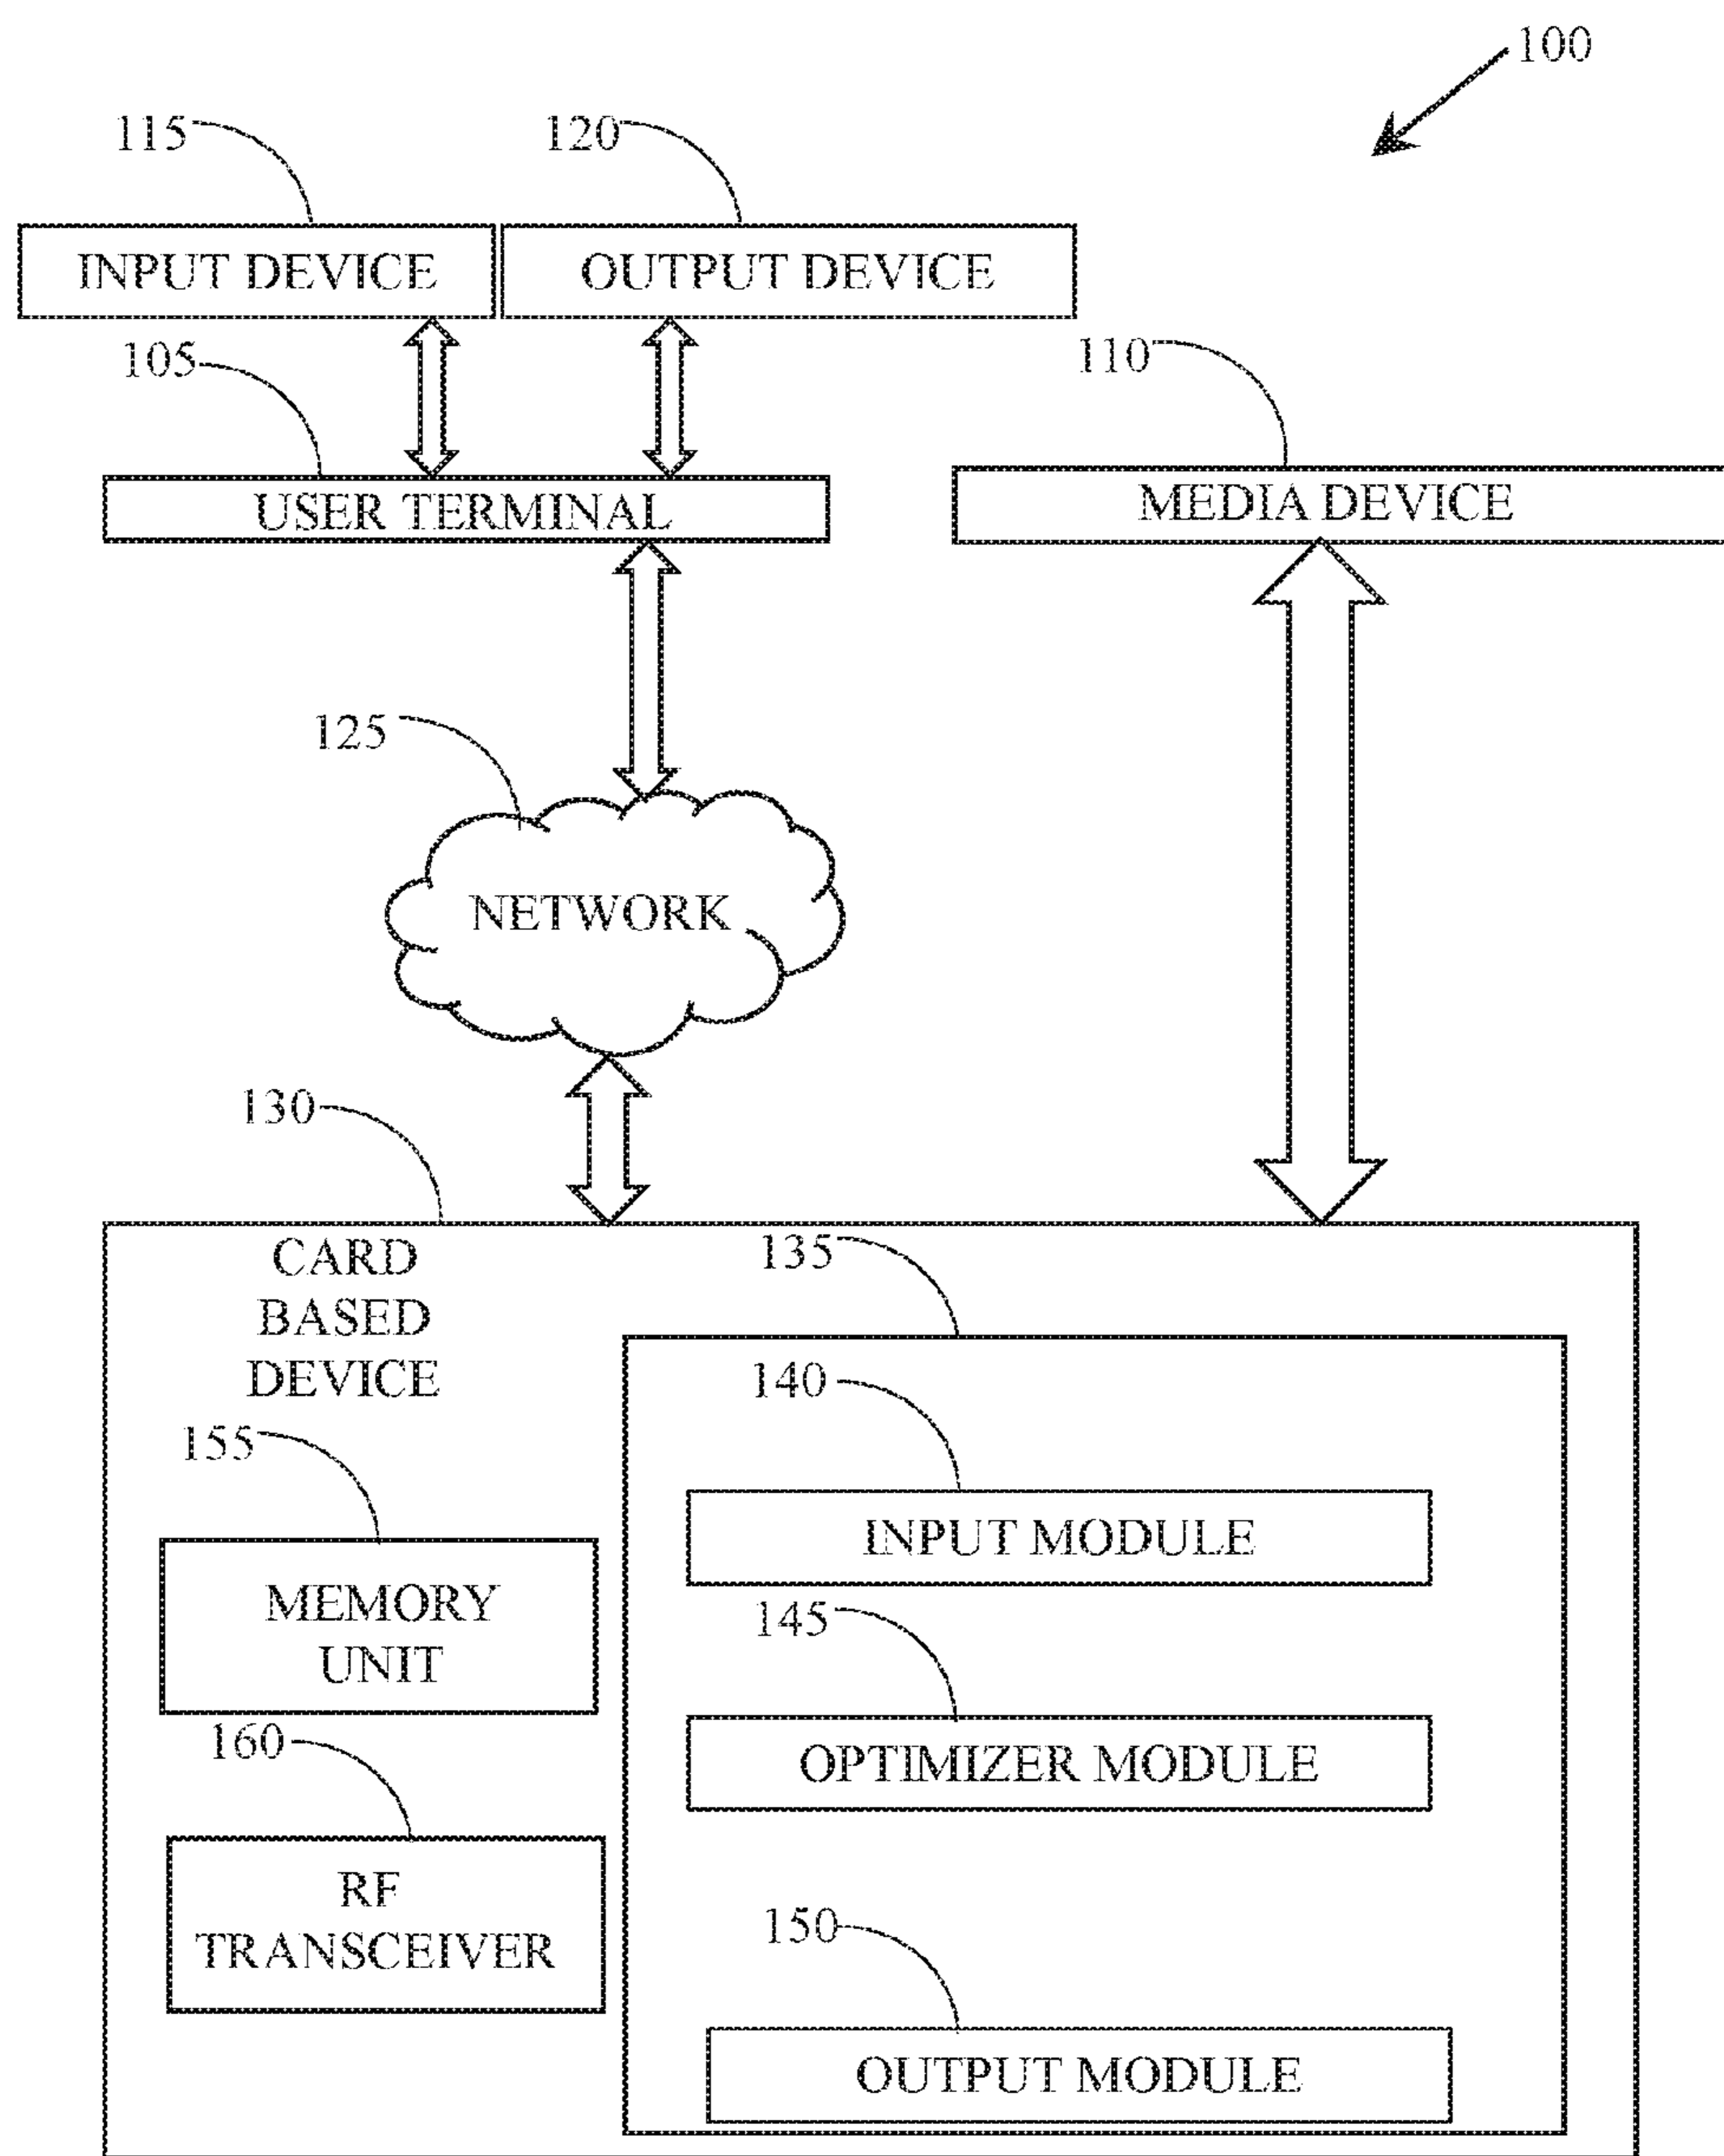 100
115
120
INPUT DEVICE
OUTPUT DEVICE
105
110
USER TERMINAL
MEDIA DEVICE
125
NETWORK
130
CARD
BASED
DEVICE
135
140
155
INPUT MODULE
MEMORY
UNIT
145
160
OPTIMIZER MODULE
RF
TRANSCEIVER
150
OUTPUT MODULE